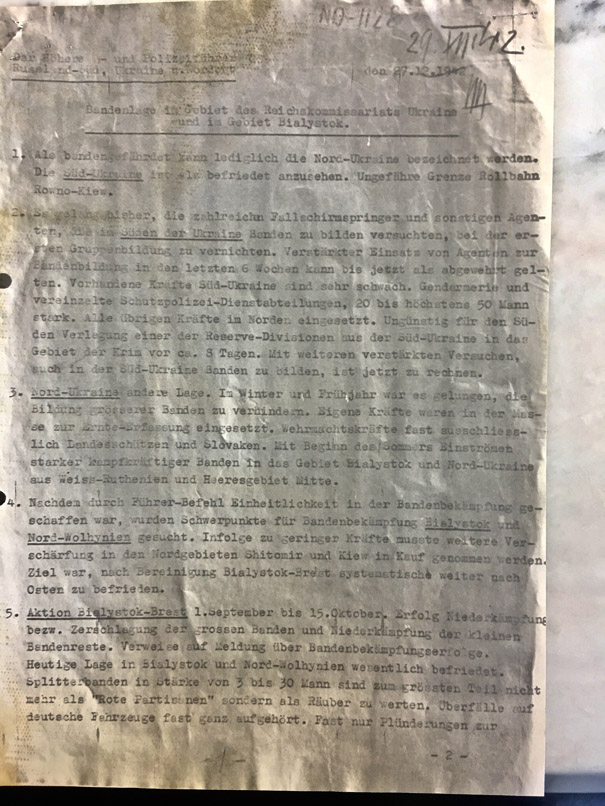 NO-1128
29. XII. 42.
Der Höhere - und Polizeiführer
Russland-Süd, Ukraine u.Nordost
den 27.12.1942
Bandenlage im Gebiet des Reichskommissariats Ukraine
und im Gebiet Bialystok.
1. Als bandengefährdet kann lediglich die Nord-Ukraine bezeichnet werden.
Die Süd-Ukraine ist als befriedet anzusehen. Ungefähre Grenze Rollbahn
Rowno-Kiew.
2. Es gelang bisher, die zahlreichn Fallschirmspringer und sonstigen Agen-
ten, die im Süden der Ukraine Banden zu bilden versuchten, bei der er-
sten Gruppenbildung zu vernichten. Verstärkter Einsatz von Agenten zur
Bandenbildung in den letzten 6 Wochen kann bis jetzt als abgewehrt gel-
ten. Vorhandene Kräfte Süd-Ukraine sind sehr schwach. Gendarmerie und
vereinzelte Schutzpolizei-Dienstabteilungen, 20 bis höchstens 50 Mann
stark. Alle übrigen Kräfte im Norden eingesetzt. Ungünstig für den Sü-
den Verlegung einer der Reserve-Divisionen aus der Süd-Ukraine in das
Gebiet der Krim vor ca. 8 Tagen. Mit weiteren verstärkten Versuchen,
auch in der Süd-Ukraine Banden zu bilden, ist jetzt zu rechnen.
3. Nord-Ukraine andere Lage. Im Winter und Frühjahr war es gelungen, die
Bildung grösserer Banden zu verhindern. Eigene Kräfte waren in der Mas-
se zur Ernte-Erfassung eingesetzt. Wehrmachtskräfte fast ausschliess-
lich Landesschützen und Slovaken. Mit Beginn des Sommers Einströmen
starker kampfkräftiger Banden in das Gebiet Bialystok und Nord-Ukraine
aus Weiss-Ruthenien und Heeresgebiet Mitte.
4. Nachdem durch Führer-Befehl Einheitlichkeit in der Bandenbekämpfung ge-
schaffen war, wurden Schwerpunkte für Bandenbekämpfung Bialystok und
Nord-Wolhynien gesucht. Infolge zu geringer Kräfte musste weitere Ver-
schärfung in den Nordgebieten Shitomir und Kiew in Kauf genommen werden.
Ziel war, nach Bereinigung Bialystok-Brest systematisch weiter nach
Osten zu befrieden.
5. Aktion Bialystok-Brest 1.September bis 15.Oktober. Erfolg Niederkämpfung
bezw. Zerschlagung der grossen Banden und Niederkämpfung der kleinen
Bandenreste. Verweise auf Meldung über Bandenbekämpfungserfolge.
Heutige Lage in Bialystok und Nord-Wolhynien wesentlich befriedet.
Splitterbanden in Stärke von 3 bis 30 Mann sind zum grössten Teil nicht
mehr als "Rote Partisanen" sondern als Räuber zu werten. Überfälle auf
deutsche Fahrzeuge fast ganz aufgehört. Fast nur Plünderungen zur
- 2 -